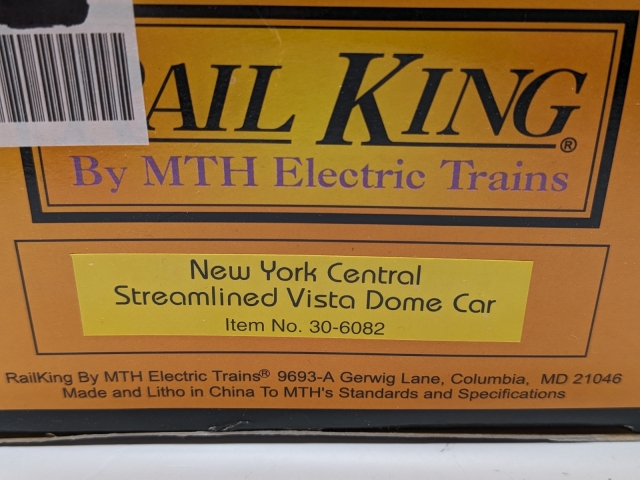 RAIL KING®
By MTH Electric Trains
New York Central
Streamlined Vista Dome Car
Item No. 30-6082
RailKing By MTH Electric Trains® 9693-A Gerwig Lane, Columbia, MD 21046
Made and Litho in China To MTH's Standards and Specifications